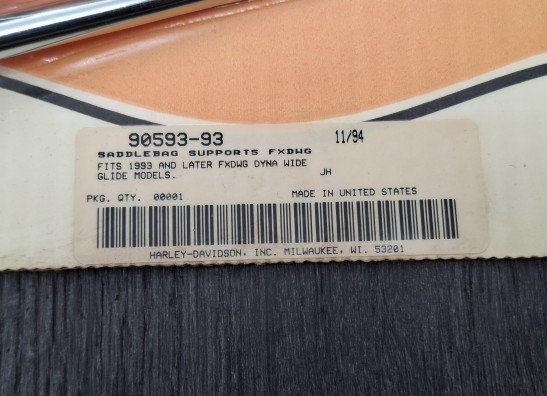 90593-93 11/94
SADDLEBAG SUPPORTS FXDWG
FITS 1993 AND LATER FXDWG DYNA WIDE
GLIDE MODELS. JH
PKG. QTY. 00001 MADE IN UNITED STATES
HARLEY-DAVIDSON, INC. MILWAUKEE, WI. 53201